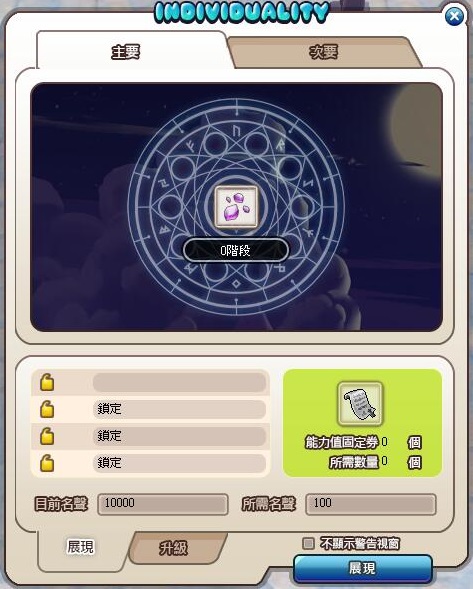 INDIVIDUALITY
主要
次要
0階段
鎖定
鎖定
鎖定
能力值固定券 0 個
所需數量 0 個
目前名聲 10000
所需名聲 100
展現
升級
不顯示警告視窗
展現